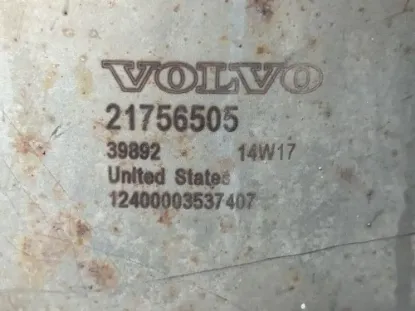 VOLVO
21756505
39892 14W17
United States
12400003537407